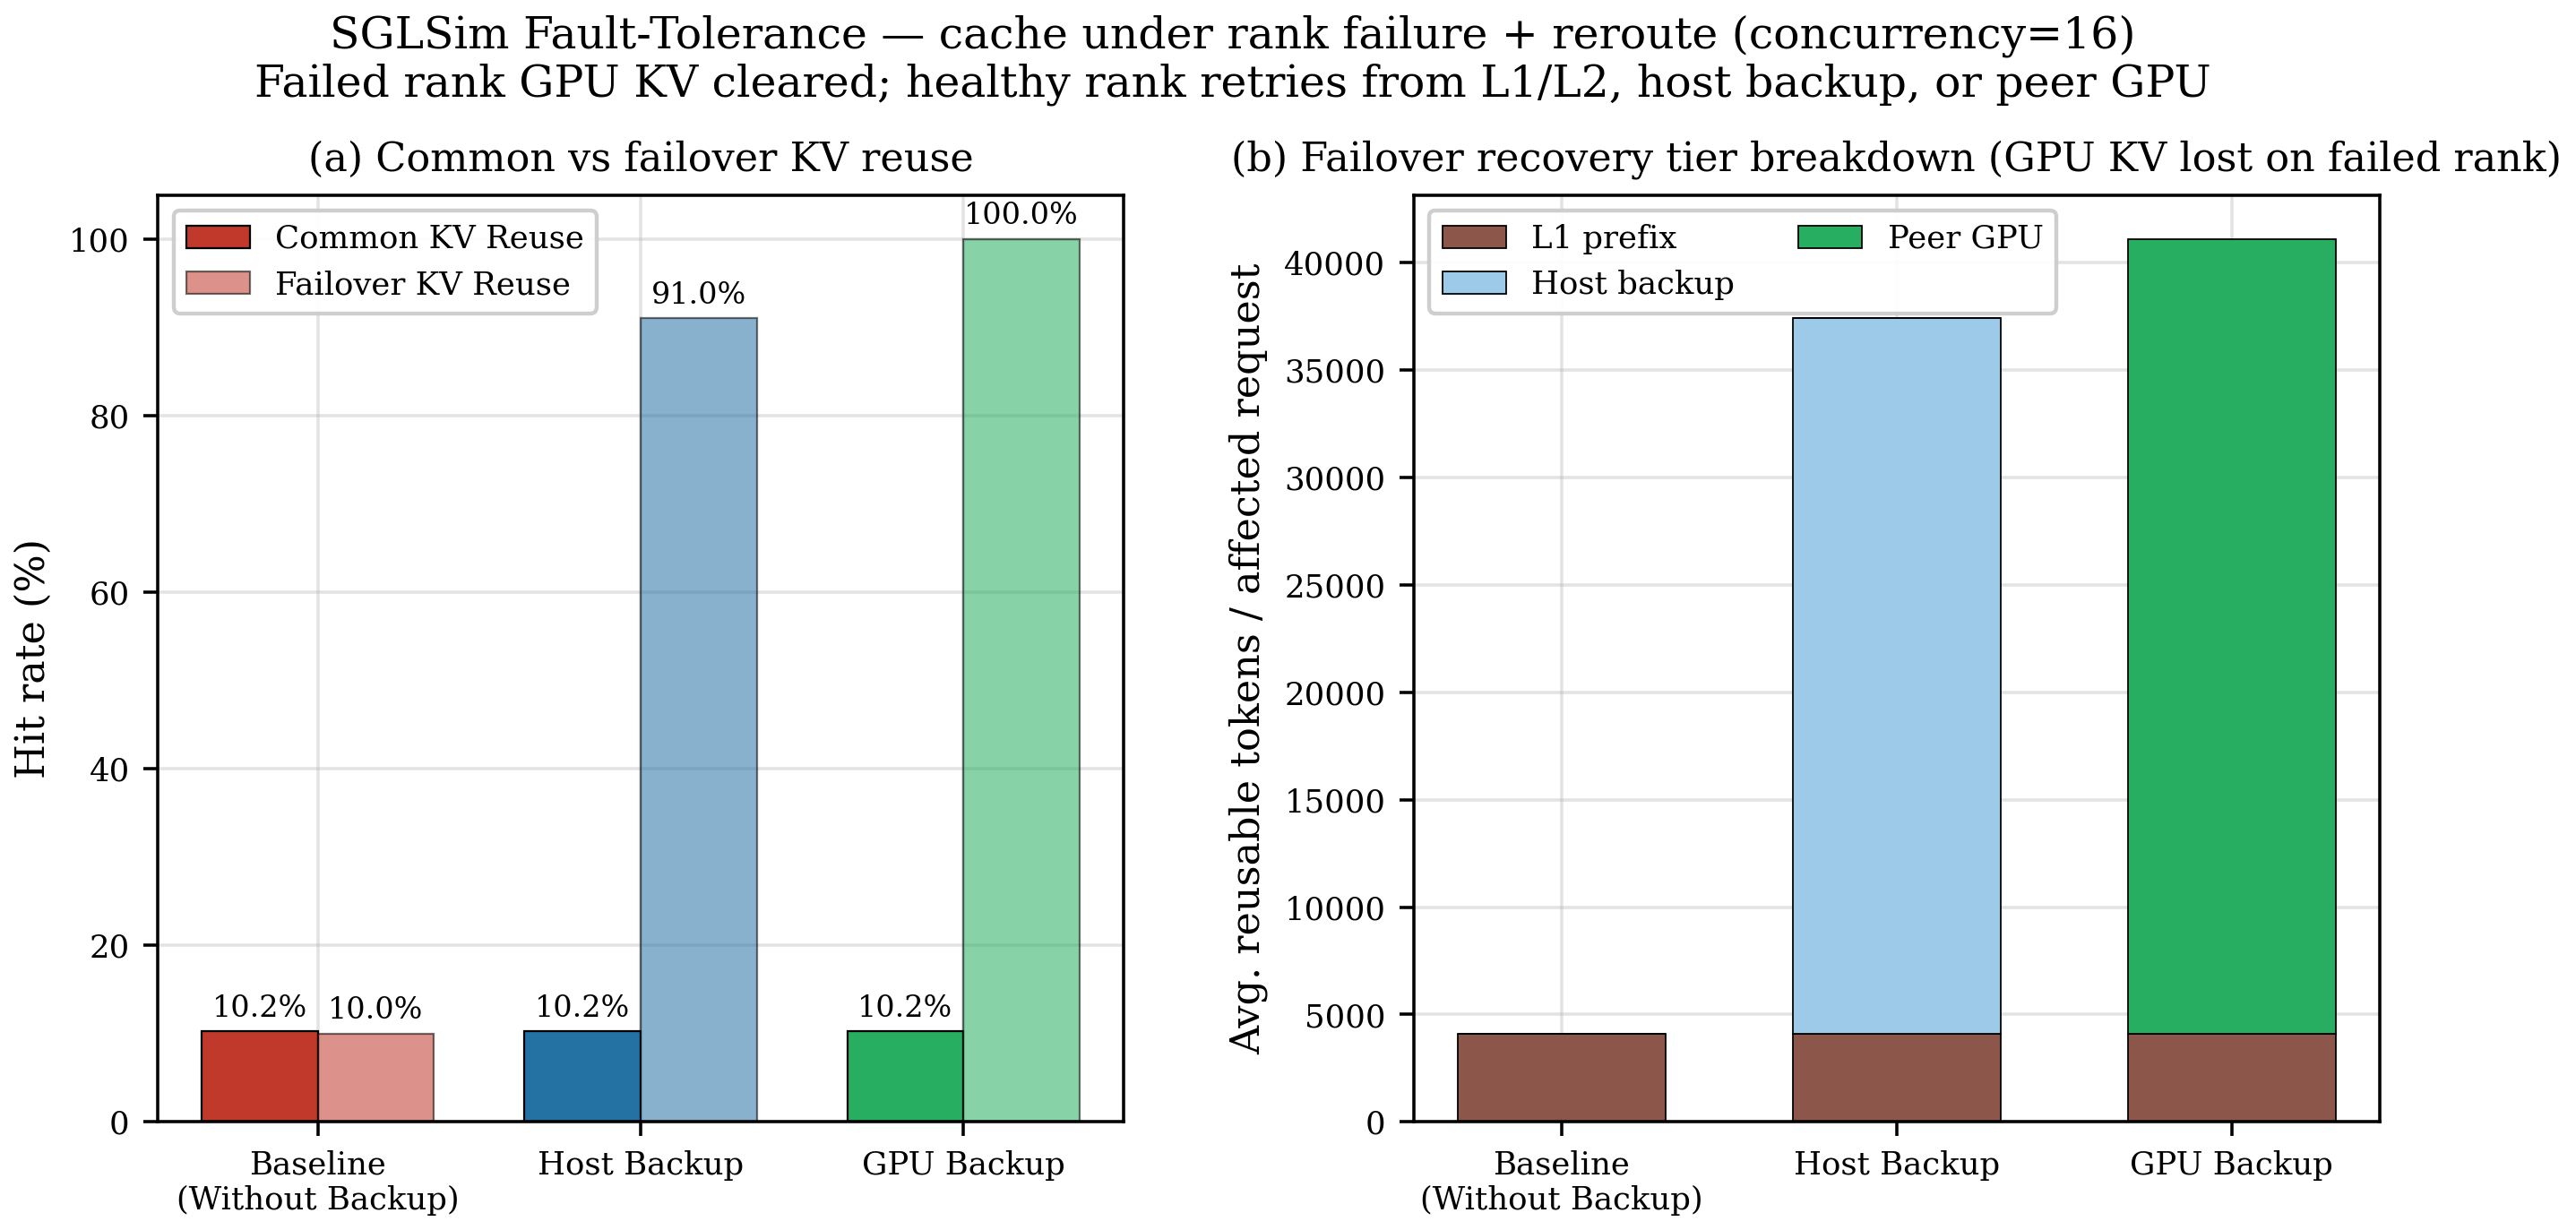 SGLSim Fault-Tolerance — cache under rank failure + reroute (concurrency=16)
Failed rank GPU KV cleared; healthy rank retries from L1/L2, host backup, or peer GPU
(a) Common vs failover KV reuse
Common KV Reuse
Failover KV Reuse
Hit rate (%)
100
80
60
40
20
0
10.2%
10.0%
10.2%
91.0%
10.2%
100.0%
Baseline
(Without Backup)
Host Backup
GPU Backup
(b) Failover recovery tier breakdown (GPU KV lost on failed rank)
L1 prefix
Host backup
Peer GPU
Avg. reusable tokens / affected request
40000
35000
30000
25000
20000
15000
10000
5000
0
Baseline
(Without Backup)
Host Backup
GPU Backup